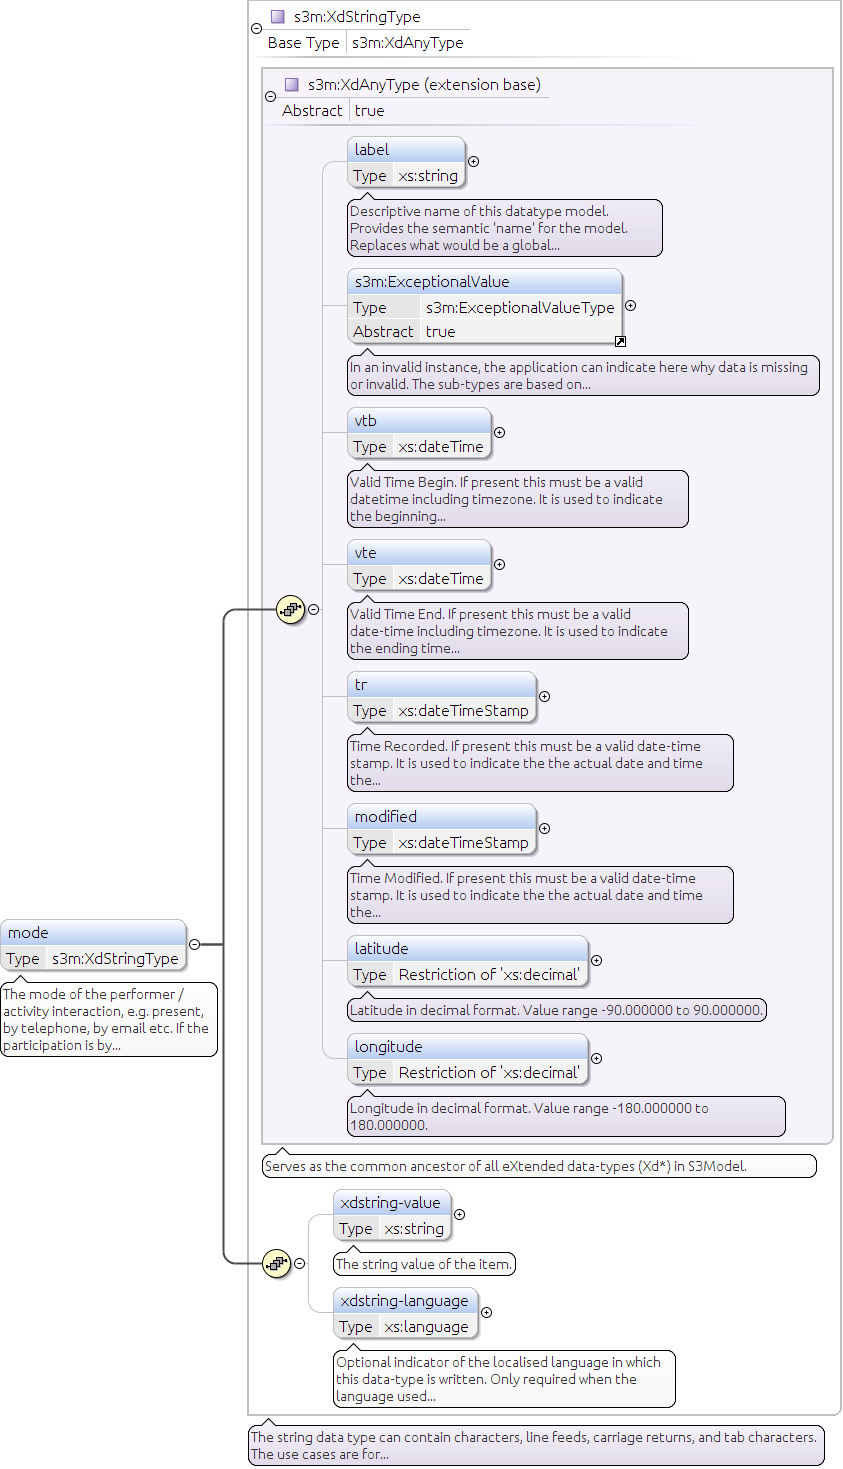 s3m:XdStringType
Base Type s3m:XdAnyType
s3m:XdAnyType (extension base)
Abstract true
label
Type xs:string
Descriptive name of this datatype model.
Provides the semantic 'name' for the model.
Replaces what would be a global...
s3m:ExceptionalValue
Type s3m:ExceptionalValueType
Abstract true
In an invalid instance, the application can indicate here why data is missing
or invalid. The sub-types are based on...
vtb
Type xs:dateTime
Valid Time Begin. If present this must be a valid
datetime including timezone. It is used to indicate
the beginning...
vte
Type xs:dateTime
Valid Time End. If present this must be a valid
date-time including timezone. It is used to indicate
the ending time...
tr
Type xs:dateTimeStamp
Time Recorded. If present this must be a valid date-time
stamp. It is used to indicate the the actual date and time
the...
modified
Type xs:dateTimeStamp
Time Modified. If present this must be a valid date-time
stamp. It is used to indicate the the actual date and time
the...
mode
Type s3m:XdStringType
The mode of the performer /
activity interaction, e.g. present,
by telephone, by email etc. If the
participation is by...
latitude
Type Restriction of 'xs:decimal'
Latitude in decimal format. Value range -90.000000 to 90.000000.
longitude
Type Restriction of 'xs:decimal'
Longitude in decimal format. Value range -180.000000 to
180.000000.
Serves as the common ancestor of all eXtended data-types (Xd*) in S3Model.
xdstring-value
Type xs:string
The string value of the item.
xdstring-language
Type xs:language
Optional indicator of the localised language in which
this data-type is written. Only required when the
language used...
The string data type can contain characters, line feeds, carriage returns, and tab characters.
The use cases are for...